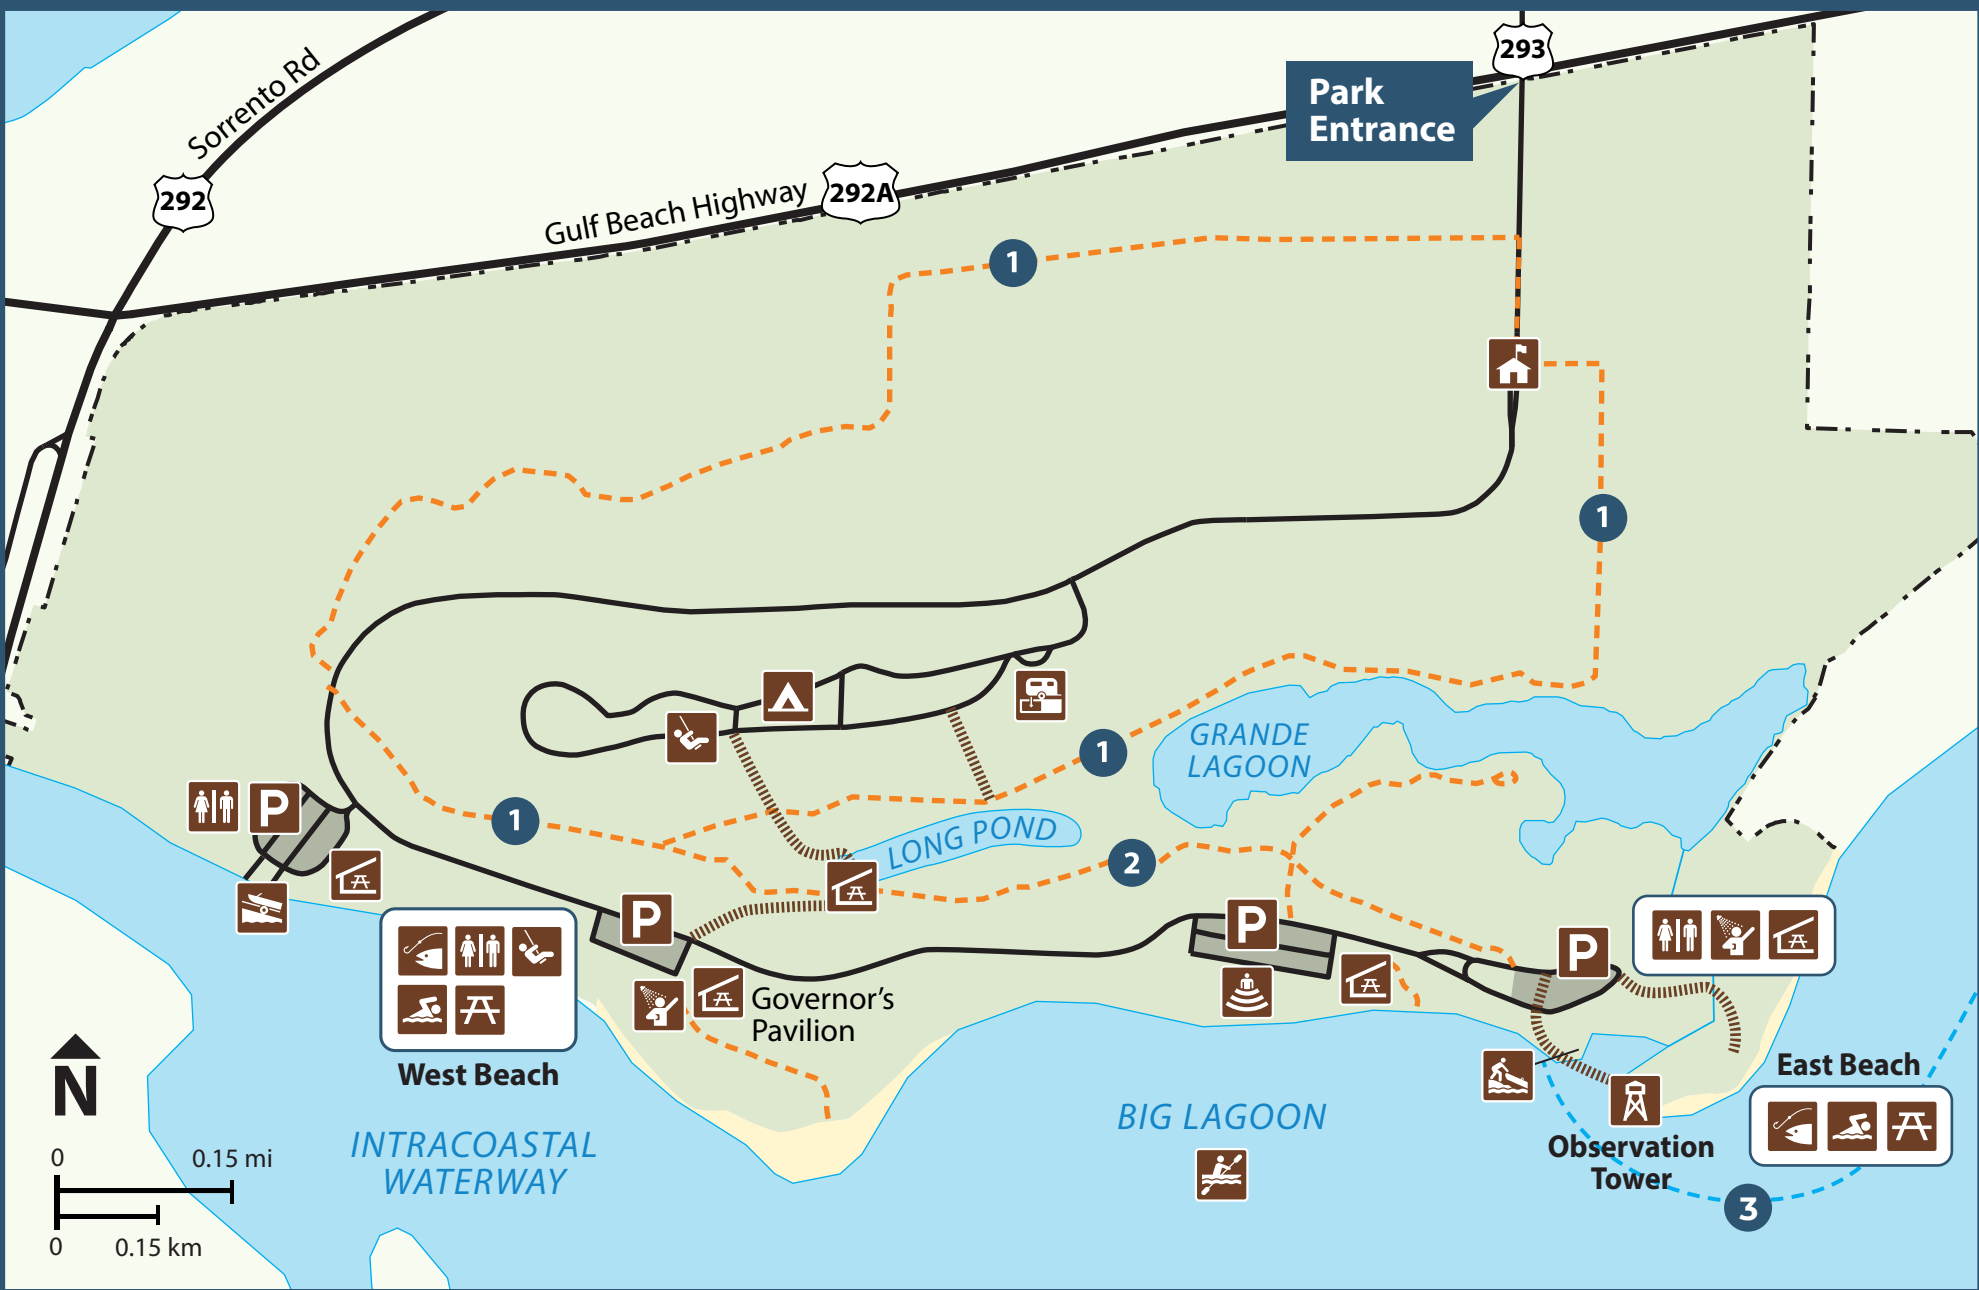 293
Park
Entrance
Sorrento Rd
292
Gulf Beach Highway
292A
1
1
1
1
GRANDE
LAGOON
LONG POND
2
P
P
P
P
Governor's
Pavilion
West Beach
East Beach
N
INTRACOASTAL
WATERWAY
BIG LAGOON
Observation
Tower
3
0
0.15 mi
0
0.15 km